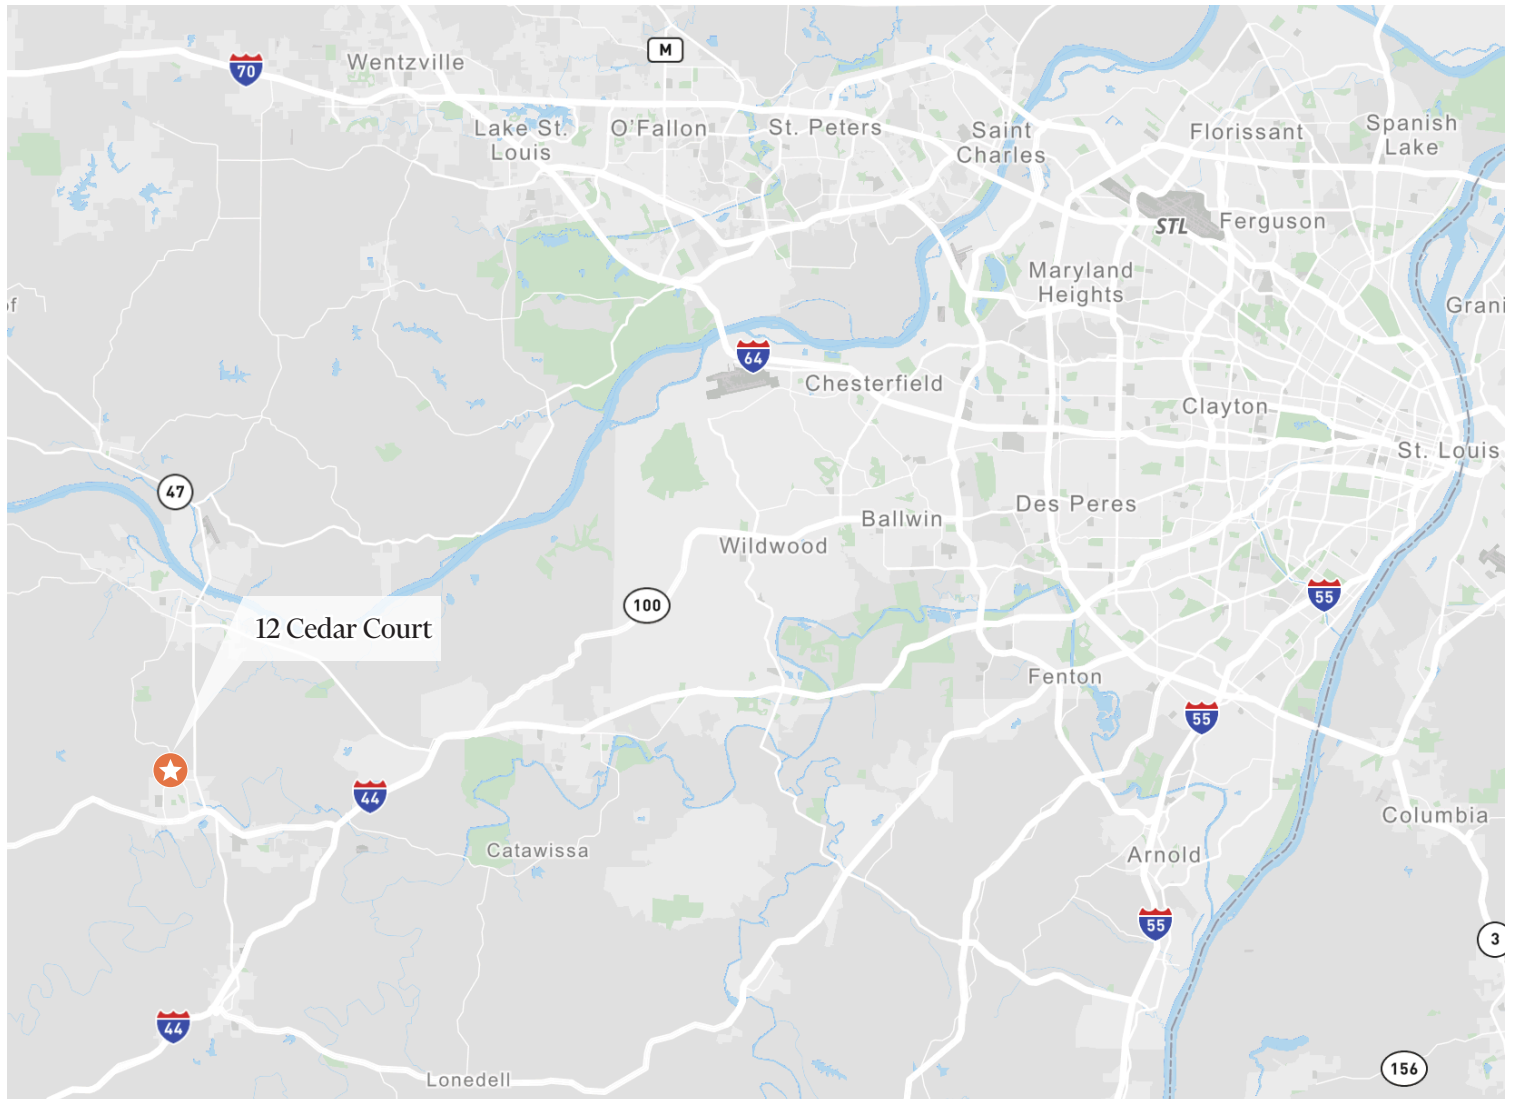 M
70
Wentzville
Lake St.
Louis
O'Fallon
St. Peters
Saint
Charles
Florissant
Spanish
Lake
STL
Ferguson
Maryland
Heights
of
Grani
64
Chesterfield
Clayton
St. Louis
47
Des Peres
Ballwin
Wildwood
100
55
12 Cedar Court
Fenton
55
44
Columbia
Catawissa
Arnold
55
3
44
156
Lonedell